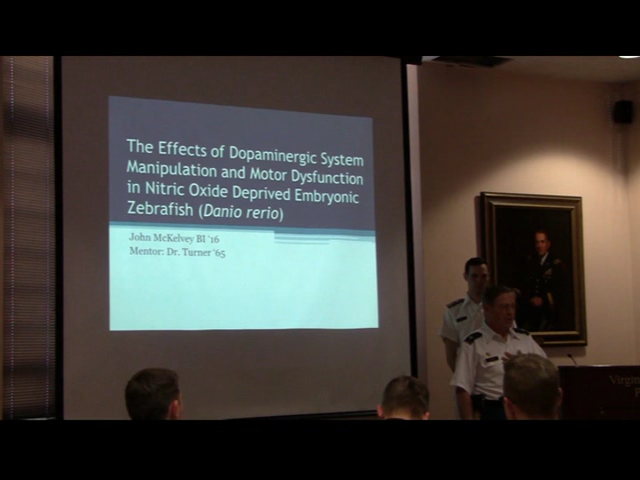 The Effects of Dopaminergic System
Manipulation and Motor Dysfunction
in Nitric Oxide Deprived Embryonic
Zebrafish (Danio rerio)
John McKelvey BI '16
Mentor: Dr. Turner '65
Virgin